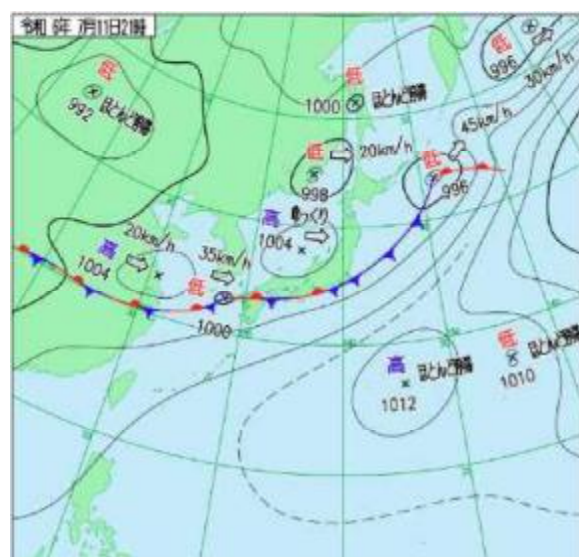 令和 6年 7月11日21時
低
996
30km/h
低
992
ほとんど停滞
低
1000
ほとんど停滞
45km/h
低
998
20km/h
低
996
高
1004
ゆっくり
高
1004
20km/h
低
1000
35km/h
高
1012
ほとんど停滞
低
1010
ほとんど停滞